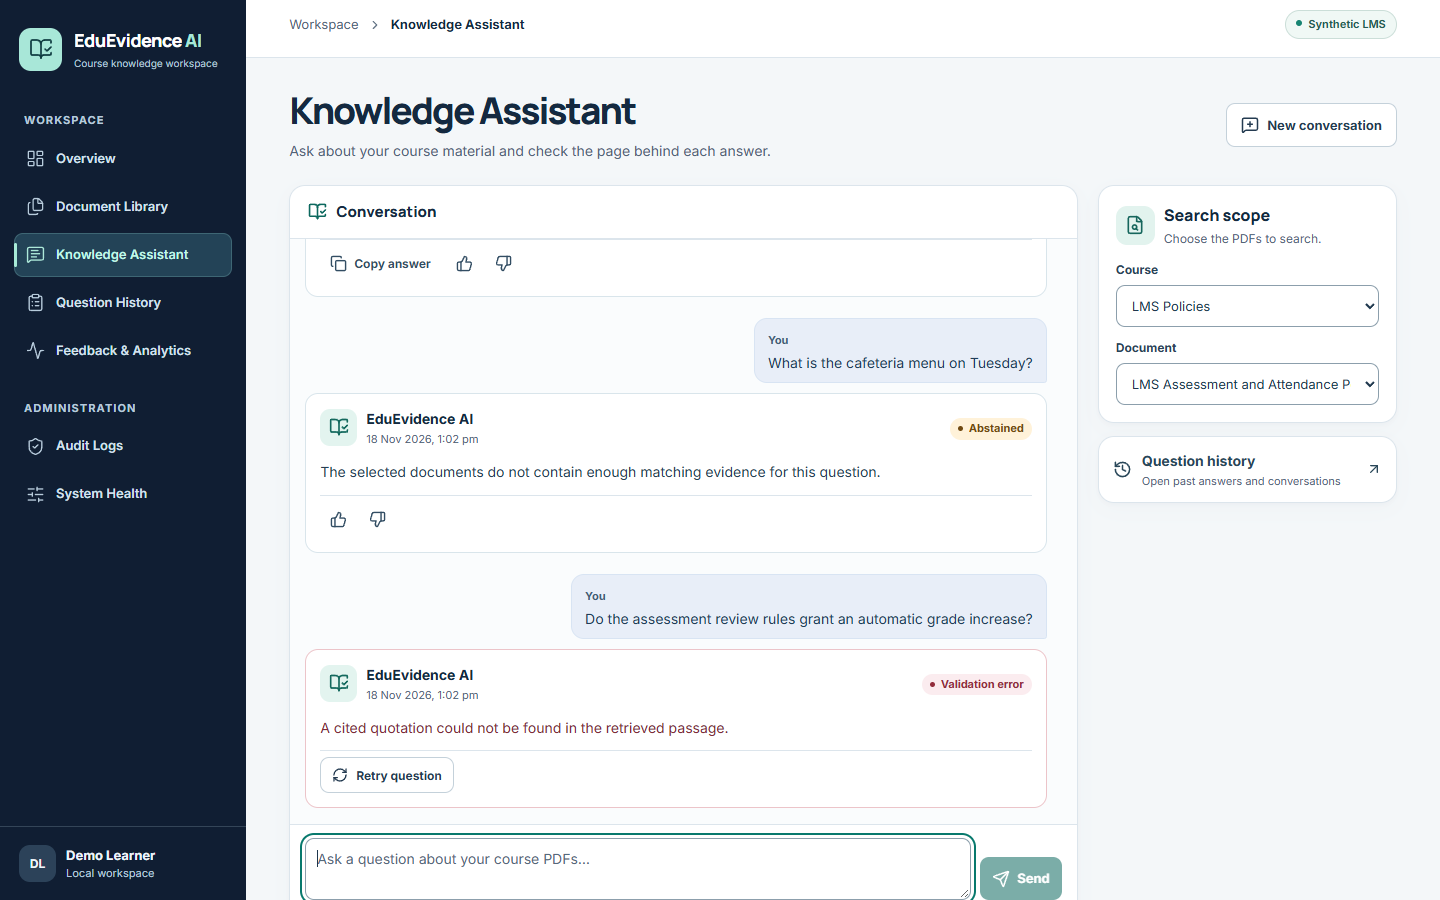 EduEvidence AI
Course knowledge workspace
WORKSPACE
Overview
Document Library
Knowledge Assistant
Question History
Feedback & Analytics
ADMINISTRATION
Audit Logs
System Health
DL
Demo Learner
Local workspace
Workspace > Knowledge Assistant
Synthetic LMS
Knowledge Assistant
Ask about your course material and check the page behind each answer.
New conversation
Conversation
Copy answer
You
What is the cafeteria menu on Tuesday?
EduEvidence AI
18 Nov 2026, 1:02 pm
Abstained
The selected documents do not contain enough matching evidence for this question.
You
Do the assessment review rules grant an automatic grade increase?
EduEvidence AI
18 Nov 2026, 1:02 pm
Validation error
A cited quotation could not be found in the retrieved passage.
Retry question
Ask a question about your course PDFs...
Send
Search scope
Choose the PDFs to search.
Course
LMS Policies
Document
LMS Assessment and Attendance P
Question history
Open past answers and conversations